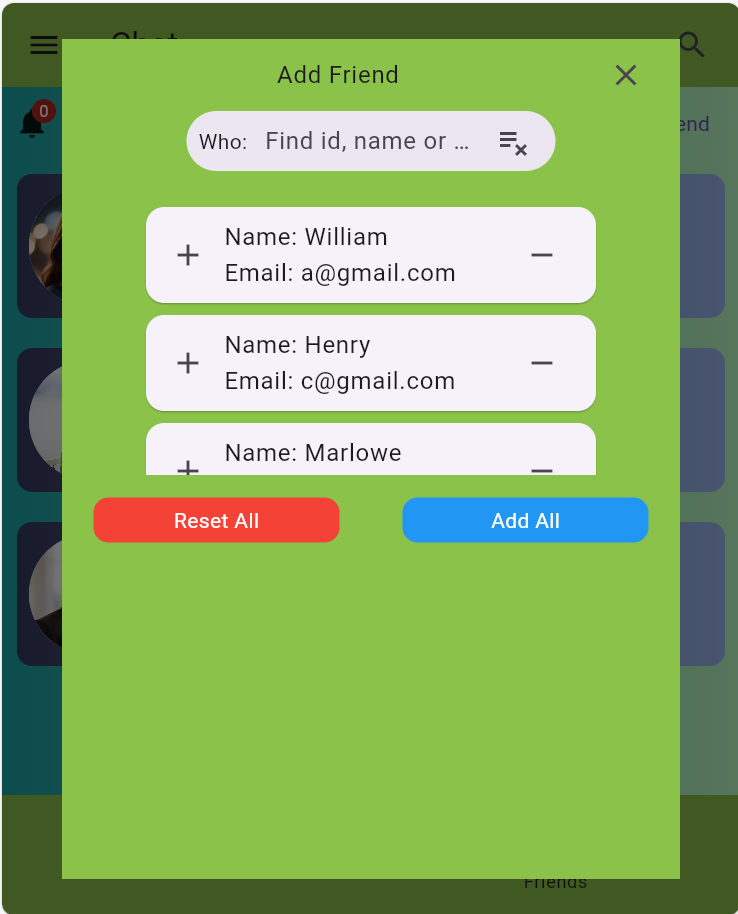 Chat
Add Friend
0
end
Who: Find id, name or ...
Name: William
Email: a@gmail.com
Name: Henry
Email: c@gmail.com
Name: Marlowe
Reset All
Add All
Friends